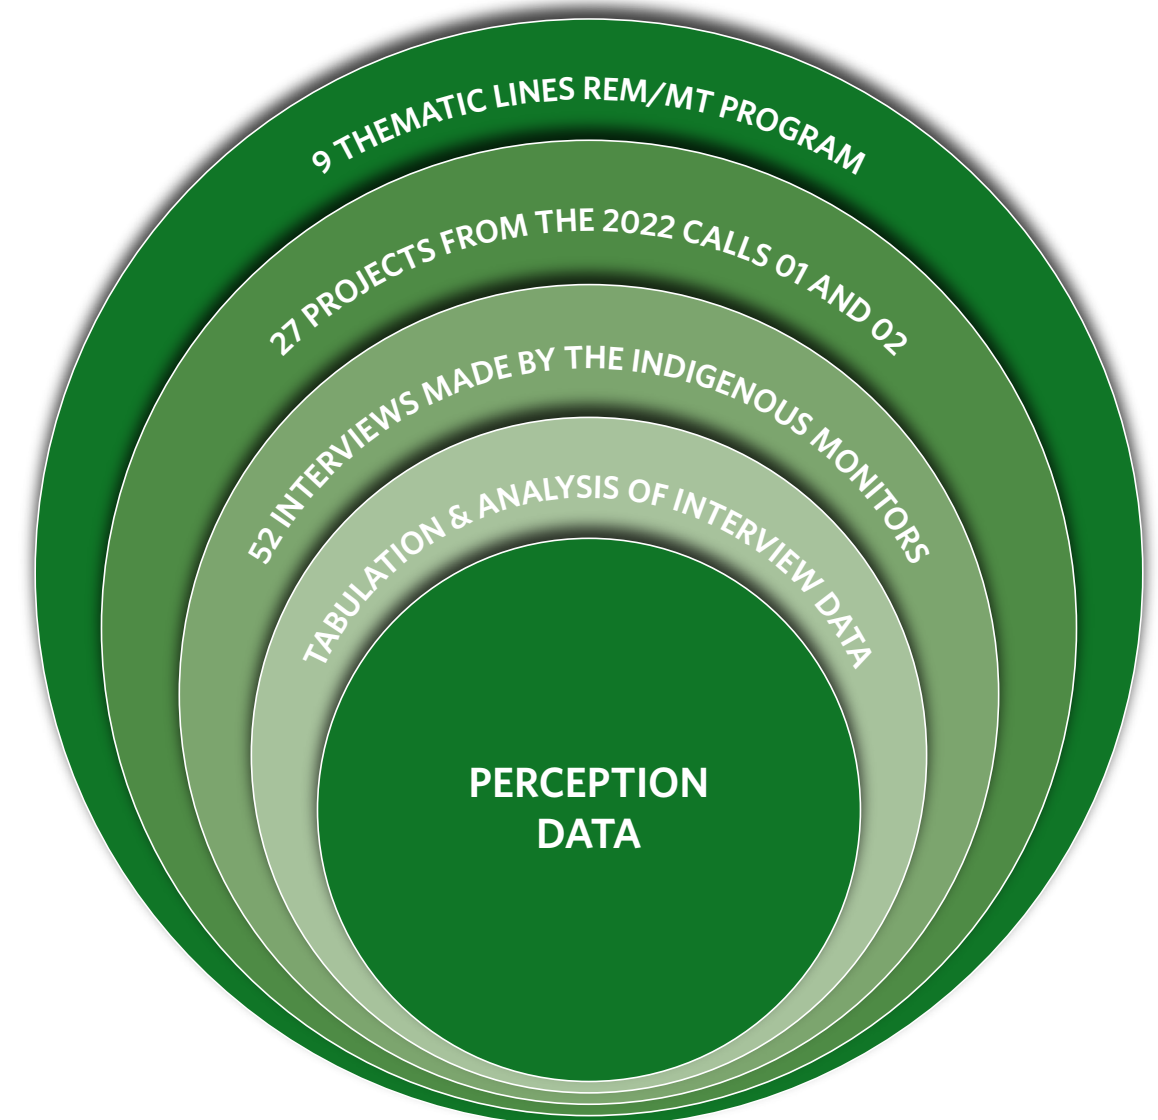 9 THEMATIC LINES REM/MT PROGRAM
27 PROJECTS FROM THE 2022 CALLS 01 AND 02
52 INTERVIEWS MADE BY THE INDIGENOUS MONITORS
TABULATION & ANALYSIS OF INTERVIEW DATA
PERCEPTION
DATA